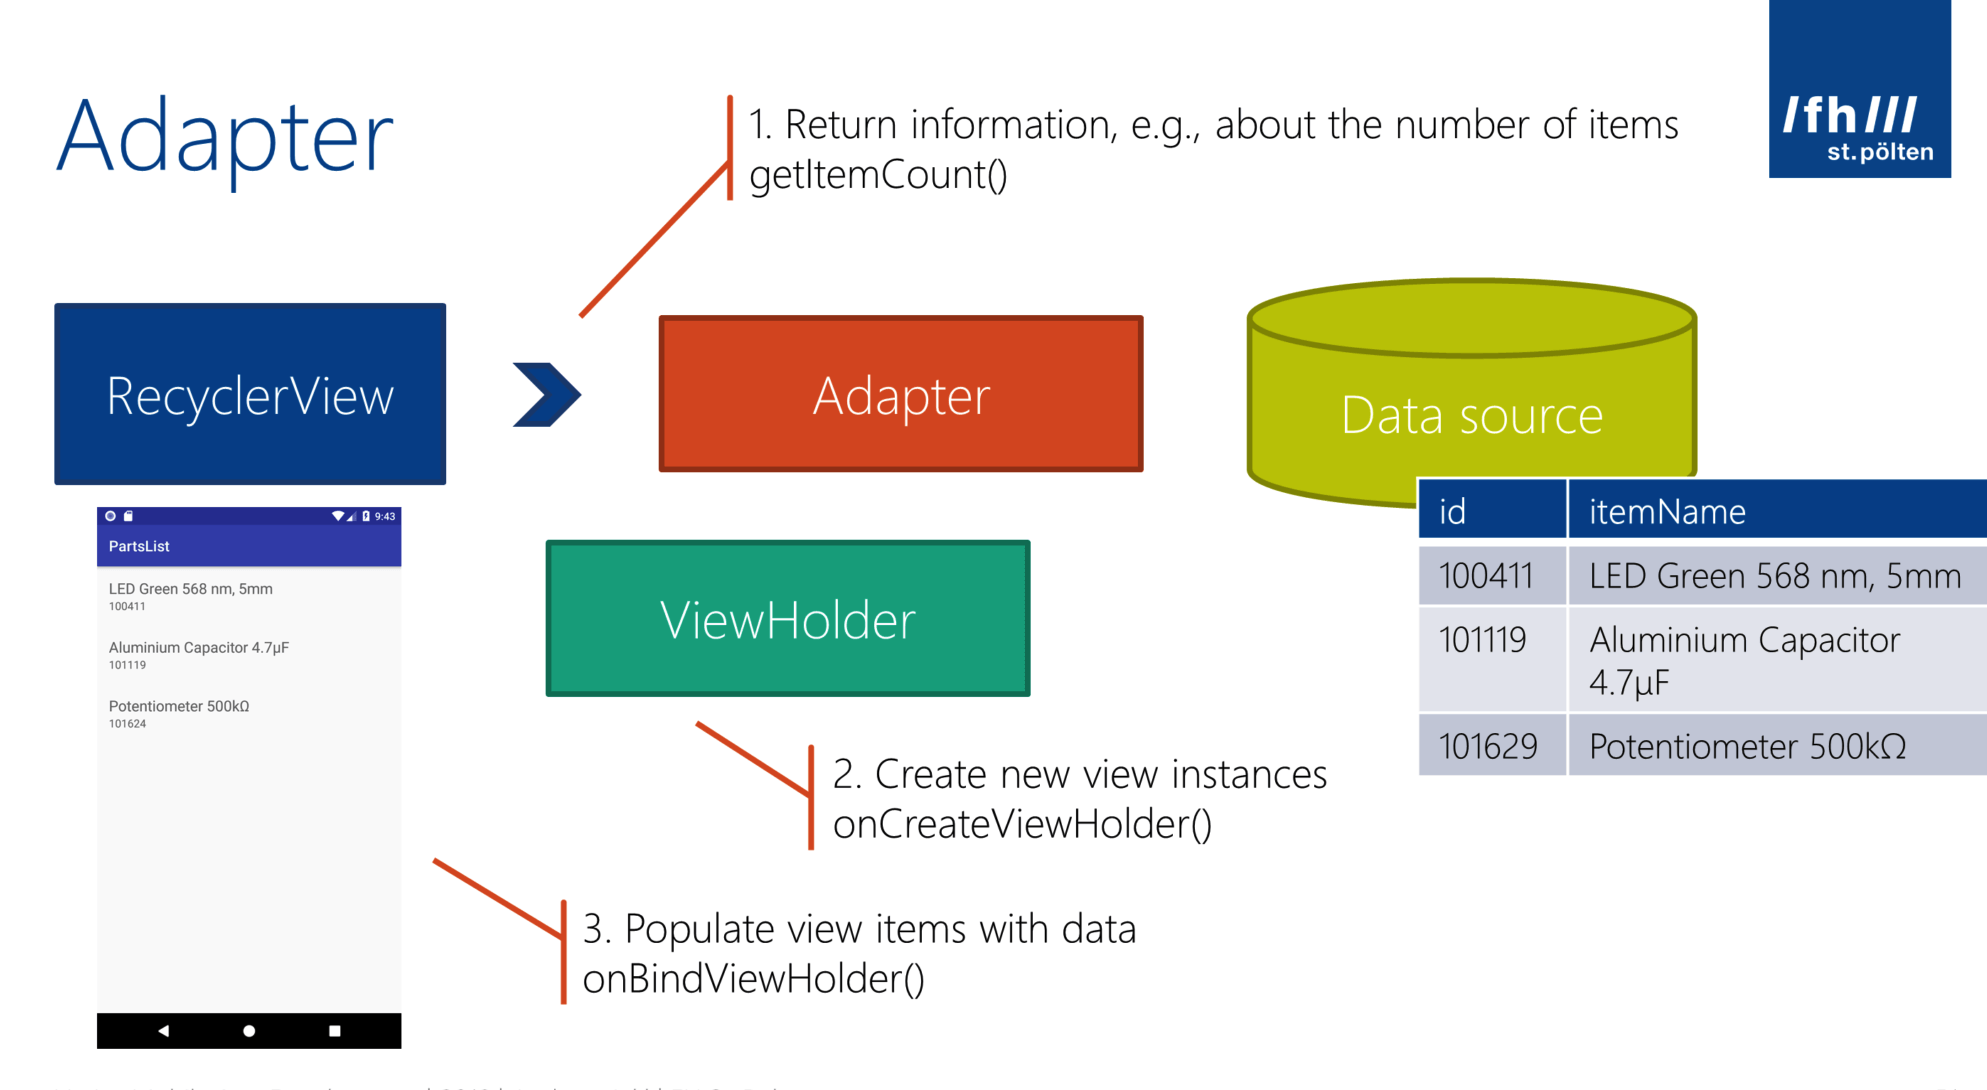 Adapter
1. Return information, e.g., about the number of items
getItemCount()
/fh///
st.pölten
RecyclerView
Adapter
Data source
ViewHolder
9:43
PartsList
LED Green 568 nm, 5mm
100411
Aluminium Capacitor 4.7µF
101119
Potentiometer 500kΩ
101624
id itemName
100411 LED Green 568 nm, 5mm
101119 Aluminium Capacitor
4.7µF
101629 Potentiometer 500kΩ
2. Create new view instances
onCreateViewHolder()
3. Populate view items with data
onBindViewHolder()